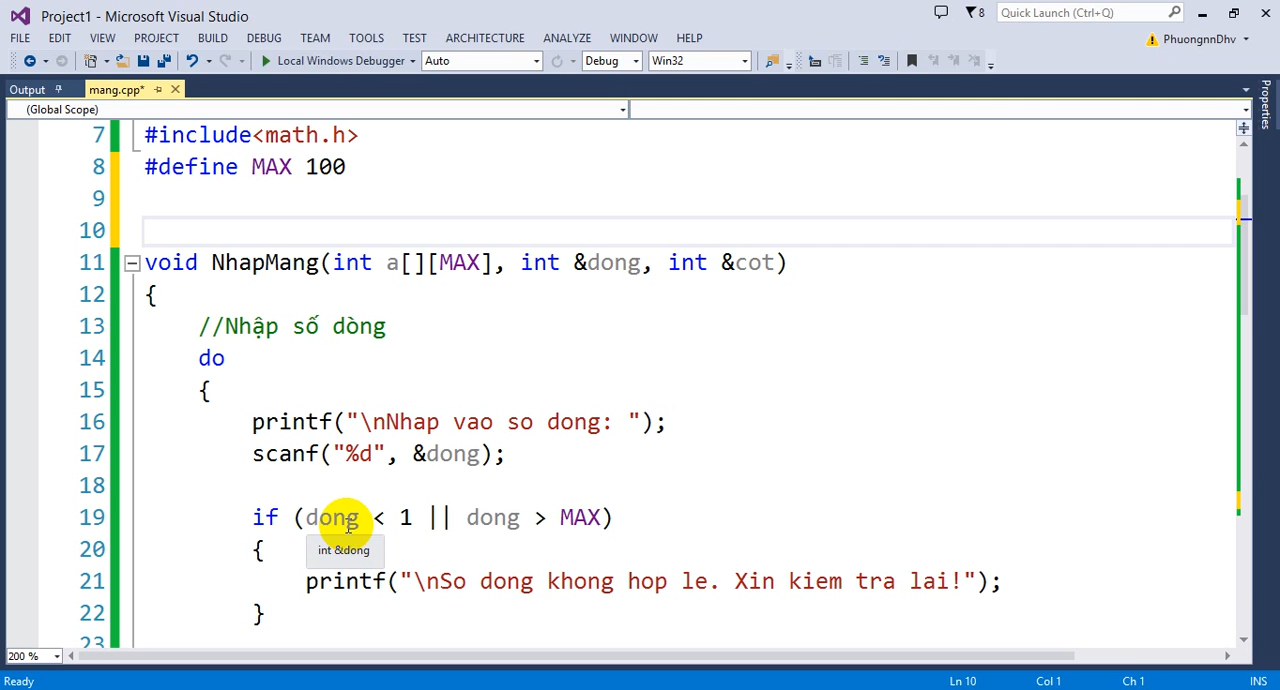 Project1 - Microsoft Visual Studio
8
Quick Launch (Ctrl+Q)
FILE EDIT VIEW PROJECT BUILD DEBUG TEAM TOOLS TEST ARCHITECTURE ANALYZE WINDOW HELP
PhuongnnDhv
Local Windows Debugger Auto Debug Win32
Output mang.cpp*
Properties
(Global Scope)
7 #include<math.h>
8 #define MAX 100
9
10
11 void NhapMang(int a[][MAX], int &dong, int &cot)
12 {
13 //Nhập số dòng
14 do
15 {
16 printf("\nNhap vao so dong: ");
17 scanf("%d", &dong);
18
19 if (dong < 1 || dong > MAX)
20 {
int &dong
21 printf("\nSo dong khong hop le. Xin kiem tra lai!");
22 }
23
200 %
Ready Ln 10 Col 1 Ch 1 INS